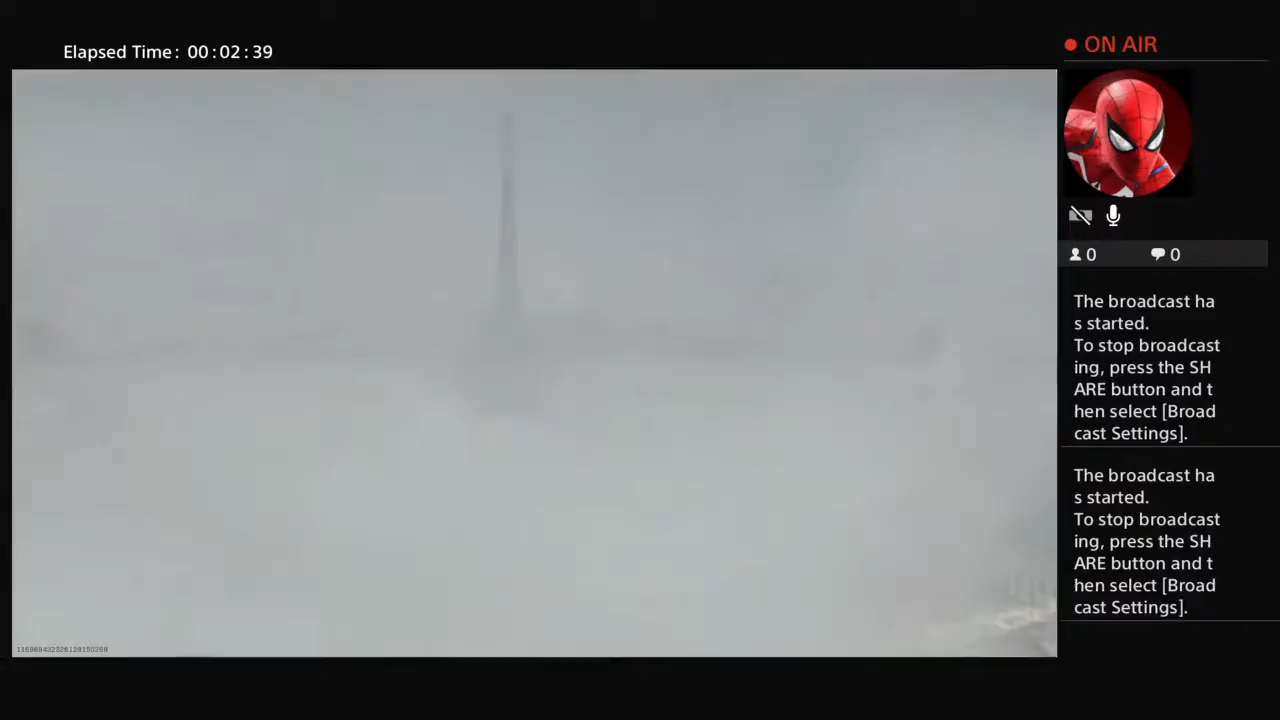 Elapsed Time: 00:02:39
ON AIR
0 0
The broadcast ha
s started.
To stop broadcast
ing, press the SH
ARE button and t
hen select [Broad
cast Settings].
The broadcast ha
s started.
To stop broadcast
ing, press the SH
ARE button and t
hen select [Broad
cast Settings].